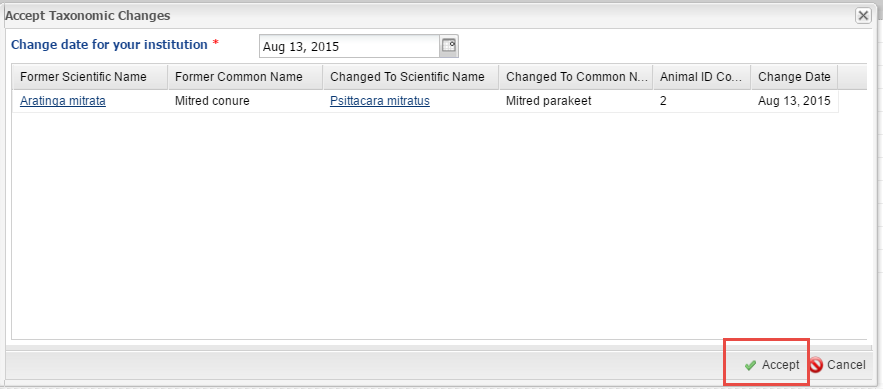 Accept Taxonomic Changes
Change date for your institution * Aug 13, 2015
Former Scientific Name Former Common Name Changed To Scientific Name Changed To Common N... Animal ID Co... Change Date
Aratinga mitrata Mitred conure Psittacara mitratus Mitred parakeet 2 Aug 13, 2015
Accept Cancel